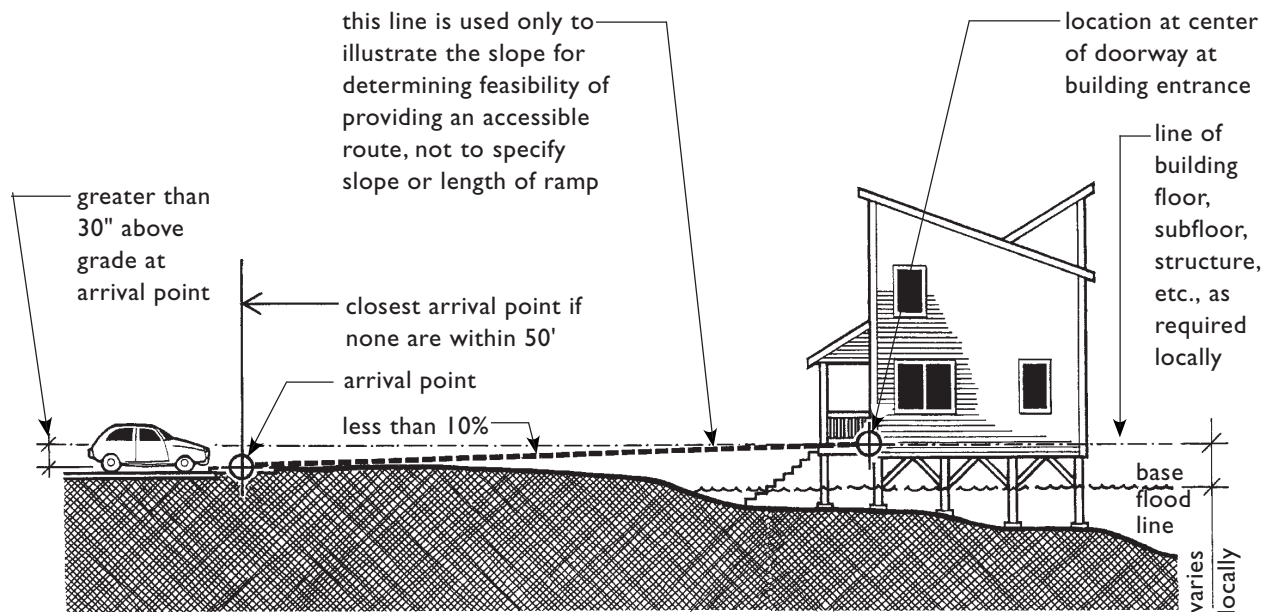 this line is used only to
illustrate the slope for
determining feasibility of
providing an accessible
route, not to specify
slope or length of ramp
location at center
of doorway at
building entrance
line of
building
floor,
subfloor,
structure,
etc., as
required
locally
greater than
30" above
grade at
arrival point
closest arrival point if
none are within 50'
arrival point
less than 10%
base
flood
line
varies
locally